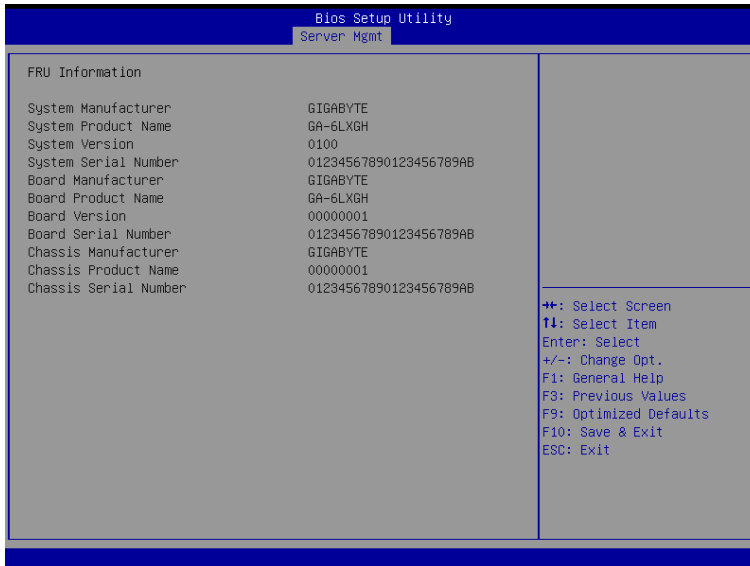 Bios Setup Utility
Server Mgmt
FRU Information
System Manufacturer GIGABYTE
System Product Name GA-6LXGH
System Version 0100
System Serial Number 01234567890123456789AB
Board Manufacturer GIGABYTE
Board Product Name GA-6LXGH
Board Version 00000001
Board Serial Number 01234567890123456789AB
Chassis Manufacturer GIGABYTE
Chassis Product Name 00000001
Chassis Serial Number 01234567890123456789AB
→←: Select Screen
↑↓: Select Item
Enter: Select
+/-: Change Opt.
F1: General Help
F3: Previous Values
F9: Optimized Defaults
F10: Save & Exit
ESC: Exit